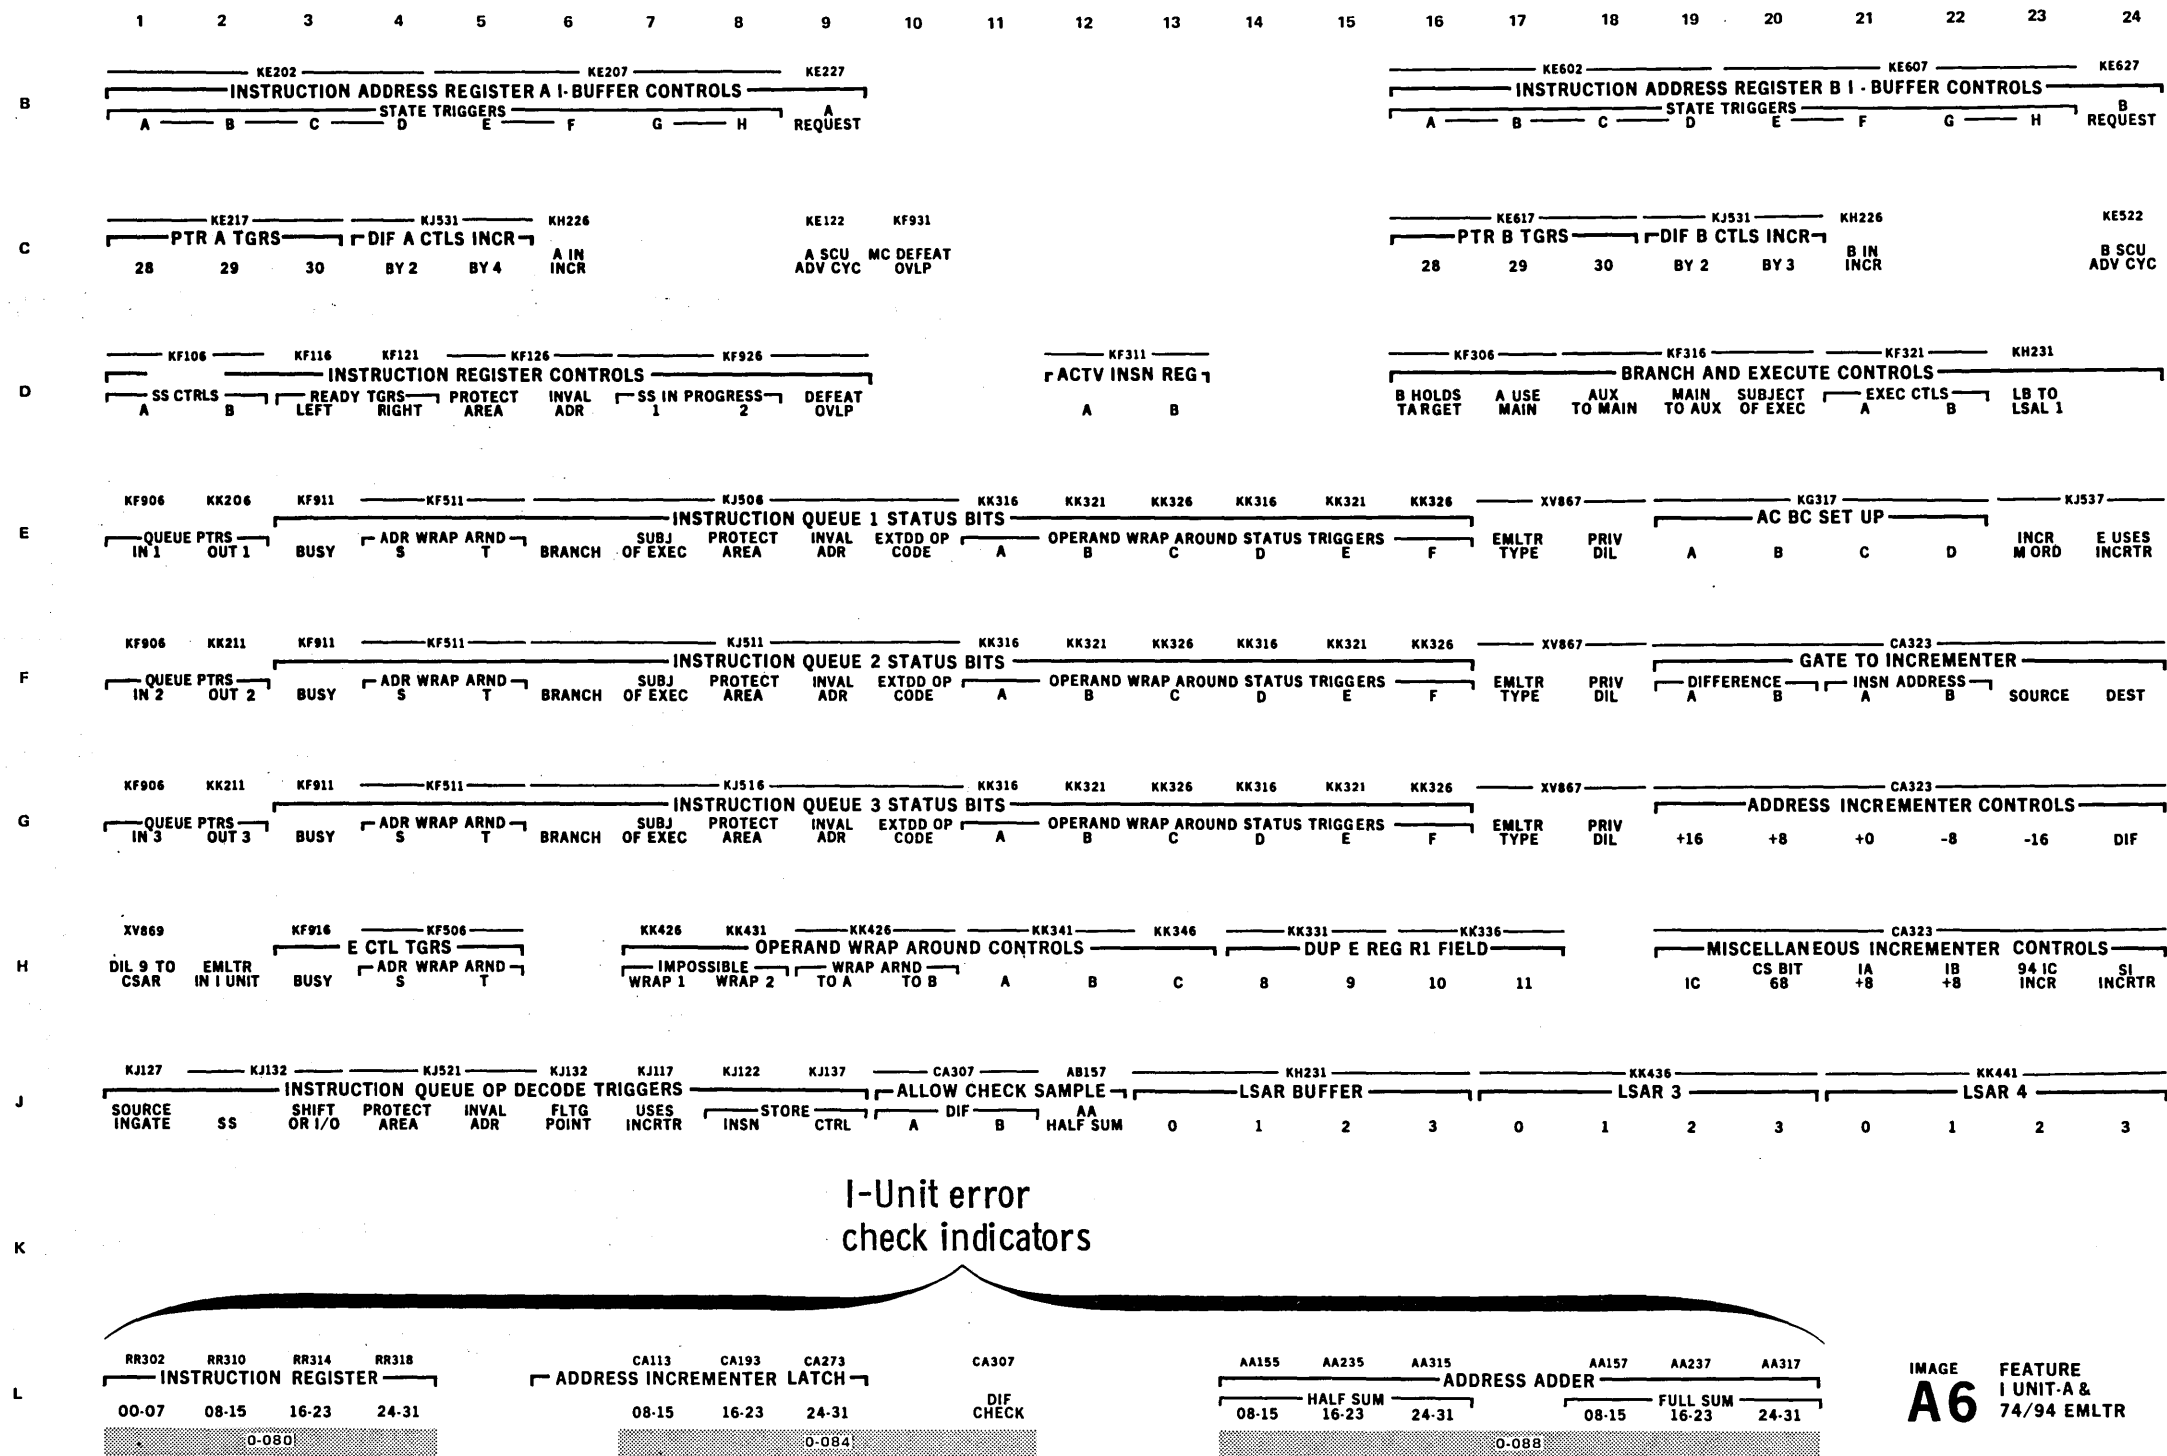 1 2 3 4 5 6 7 8 9 10 11 12 13 14 15 16 17 18 19 20 21 22 23 24
KE202 KE207 KE227 KE602 KE607 KE627
B INSTRUCTION ADDRESS REGISTER A I-BUFFER CONTROLS INSTRUCTION ADDRESS REGISTER B I - BUFFER CONTROLS
STATE TRIGGERS A STATE TRIGGERS B
A B C D E F G H REQUEST A B C D E F G H REQUEST
KE217 KJ531 KH226 KE122 KF931 KE617 KJ531 KH226 KE522
PTR A TGRS DIF A CTLS INCR PTR B TGRS DIF B CTLS INCR
C A IN A SCU MC DEFEAT B IN B SCU
28 29 30 BY 2 BY 4 INCR ADV CYC OVLP 28 29 30 BY 2 BY 3 INCR ADV CYC
KF106 KF116 KF121 KF126 KF926 KF311 KF306 KF316 KF321 KH231
INSTRUCTION REGISTER CONTROLS ACTV INSN REG BRANCH AND EXECUTE CONTROLS
D SS CTRLS READY TGRS PROTECT INVAL SS IN PROGRESS DEFEAT B HOLDS A USE AUX MAIN SUBJECT EXEC CTLS LB TO
A B LEFT RIGHT AREA ADR 1 2 OVLP A B TARGET MAIN TO MAIN TO AUX OF EXEC A B LSAL 1
KF906 KK206 KF911 KF511 KJ506 KK316 KK321 KK326 KK316 KK321 KK326 XV867 KG317 KJ537
INSTRUCTION QUEUE 1 STATUS BITS AC BC SET UP
E QUEUE PTRS ADR WRAP ARND SUBJ PROTECT INVAL EXTDD OP OPERAND WRAP AROUND STATUS TRIGGERS EMLTR PRIV INCR E USES
IN 1 OUT 1 BUSY S T BRANCH OF EXEC AREA ADR CODE A B C D E F TYPE DIL A B C D M ORD INCRTR
KF906 KK211 KF911 KF511 KJ511 KK316 KK321 KK326 KK316 KK321 KK326 XV867 CA323
INSTRUCTION QUEUE 2 STATUS BITS GATE TO INCREMENTER
F QUEUE PTRS ADR WRAP ARND SUBJ PROTECT INVAL EXTDD OP OPERAND WRAP AROUND STATUS TRIGGERS EMLTR PRIV DIFFERENCE INSN ADDRESS
IN 2 OUT 2 BUSY S T BRANCH OF EXEC AREA ADR CODE A B C D E F TYPE DIL A B A B SOURCE DEST
KF906 KK211 KF911 KF511 KJ516 KK316 KK321 KK326 KK316 KK321 KK326 XV867 CA323
INSTRUCTION QUEUE 3 STATUS BITS ADDRESS INCREMENTER CONTROLS
G QUEUE PTRS ADR WRAP ARND SUBJ PROTECT INVAL EXTDD OP OPERAND WRAP AROUND STATUS TRIGGERS EMLTR PRIV
IN 3 OUT 3 BUSY S T BRANCH OF EXEC AREA ADR CODE A B C D E F TYPE DIL +16 +8 +0 -8 -16 DIF
XV869 KF916 KF506 KK426 KK431 KK426 KK341 KK346 KK331 KK336 CA323
E CTL TGRS OPERAND WRAP AROUND CONTROLS DUP E REG R1 FIELD MISCELLANEOUS INCREMENTER CONTROLS
H DIL 9 TO EMLTR ADR WRAP ARND IMPOSSIBLE WRAP ARND CS BIT IA IB 94 IC SI
CSAR IN I UNIT BUSY S T WRAP 1 WRAP 2 TO A TO B A B C 8 9 10 11 IC 68 +8 +8 INCR INCRTR
KJ127 KJ132 KJ521 KJ132 KJ117 KJ122 KJ137 CA307 AB157 KH231 KK436 KK441
INSTRUCTION QUEUE OP DECODE TRIGGERS ALLOW CHECK SAMPLE LSAR BUFFER LSAR 3 LSAR 4
J SOURCE SHIFT PROTECT INVAL FLTG USES STORE DIF AA
INGATE SS OR I/O AREA ADR POINT INCRTR INSN CTRL A B HALF SUM 0 1 2 3 0 1 2 3 0 1 2 3
I-Unit error
check indicators
K
RR302 RR310 RR314 RR318 CA113 CA193 CA273 CA307 AA155 AA235 AA315 AA157 AA237 AA317
INSTRUCTION REGISTER ADDRESS INCREMENTER LATCH ADDRESS ADDER
L DIF HALF SUM FULL SUM
00-07 08-15 16-23 24-31 08-15 16-23 24-31 CHECK 08-15 16-23 24-31 08-15 16-23 24-31
0-080 0-084 0-088
IMAGE FEATURE
A6 I UNIT-A &
74/94 EMLTR